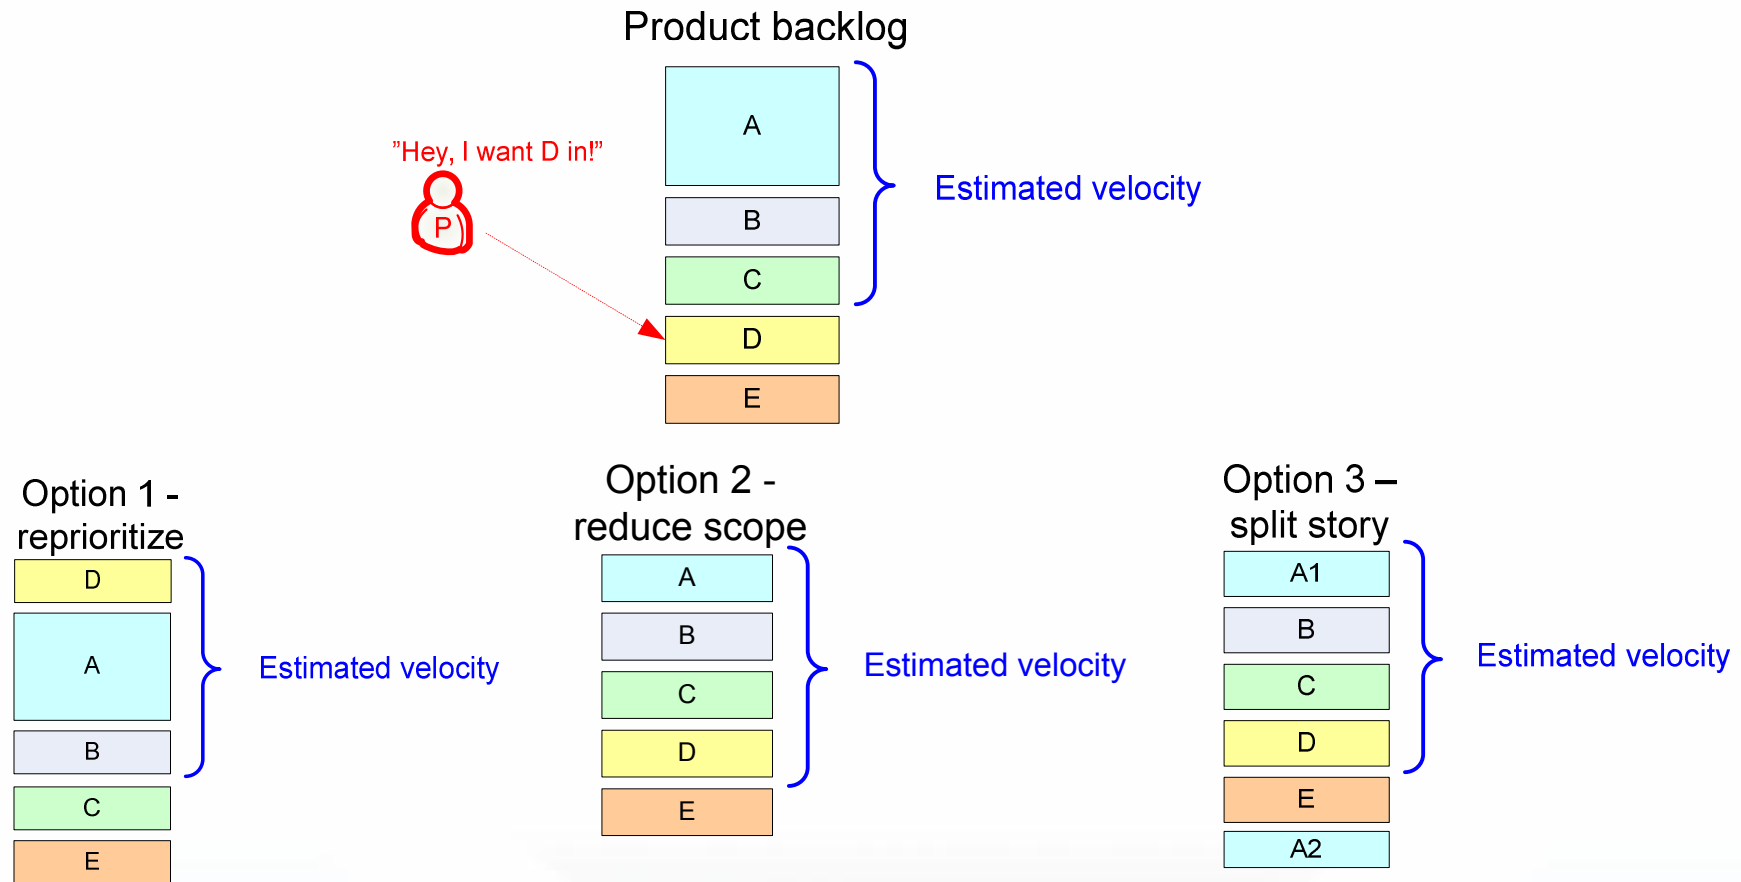 Product backlog
A
"Hey, I want D in!"
Estimated velocity
B
P
C
D
E
Option 1 -
reprioritize
D
A
Estimated velocity
B
C
E
Option 2 -
reduce scope
A
B
Estimated velocity
C
D
E
Option 3 –
split story
A1
B
Estimated velocity
C
D
E
A2